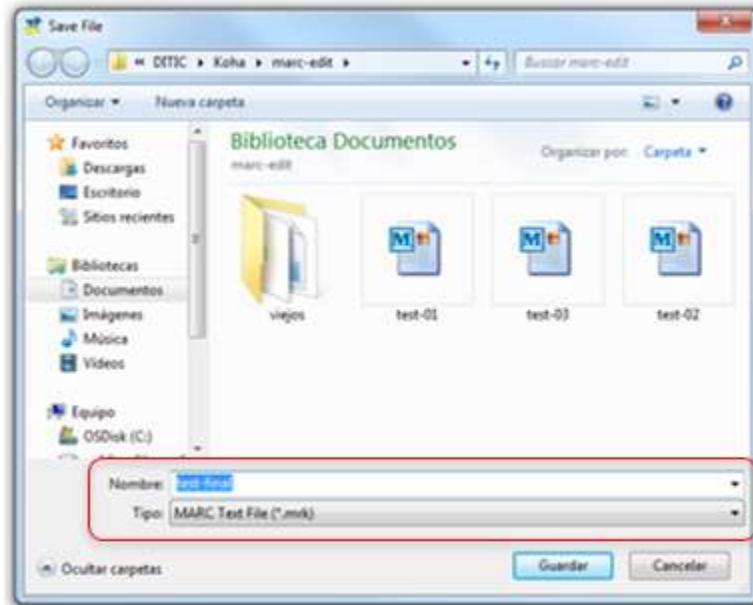 Save File
« DITIC ▸ Koha ▸ marc-edit ▸
Buscar marc-edit
Organizar ▾ Nueva carpeta
Favoritos
Descargas
Escritorio
Sitios recientes
Bibliotecas
Documentos
Imágenes
Música
Vídeos
Equipo
OSDisk (C:)
Biblioteca Documentos
marc-edit
Organizar por: Carpeta ▾
viejos
test-01
test-03
test-02
Nombre: test-final
Tipo: MARC Text File (*.mrk)
Ocultar carpetas
Guardar
Cancelar